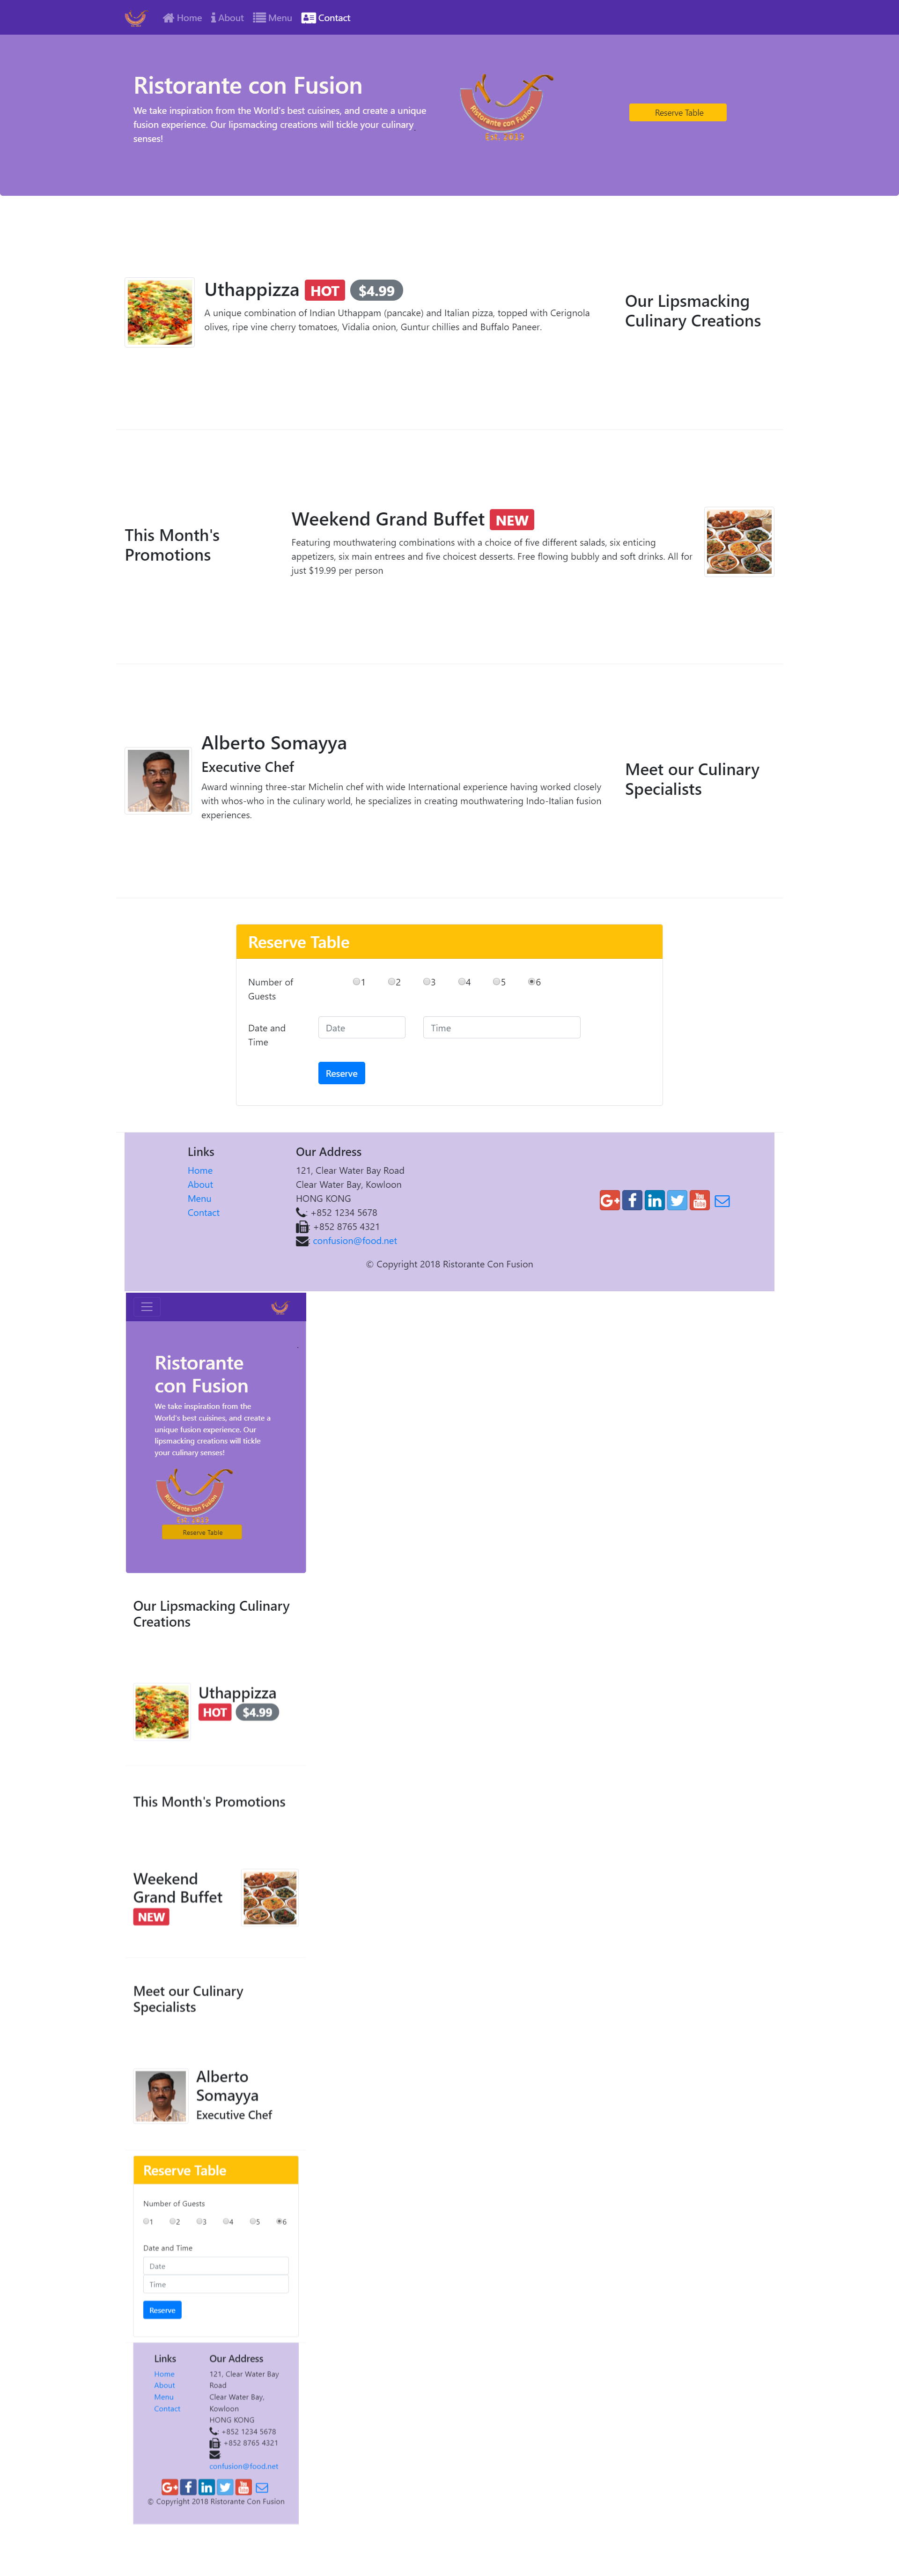 Home About Menu Contact
Ristorante con Fusion
We take inspiration from the World's best cuisines, and create a unique
fusion experience. Our lipsmacking creations will tickle your culinary
senses!
Ristorante con Fusion
Est. 1025
Reserve Table
Uthappizza HOT $4.99
A unique combination of Indian Uthappam (pancake) and Italian pizza, topped with Cerignola
olives, ripe vine cherry tomatoes, Vidalia onion, Guntur chillies and Buffalo Paneer.
Our Lipsmacking
Culinary Creations
This Month's
Promotions
Weekend Grand Buffet NEW
Featuring mouthwatering combinations with a choice of five different salads, six enticing
appetizers, six main entrees and five choicest desserts. Free flowing bubbly and soft drinks. All for
just $19.99 per person
Alberto Somayya
Executive Chef
Award winning three-star Michelin chef with wide International experience having worked closely
with whos-who in the culinary world, he specializes in creating mouthwatering Indo-Italian fusion
experiences.
Meet our Culinary
Specialists
Reserve Table
Number of
Guests
1 2 3 4 5 6
Date and
Time
Date Time
Reserve
Links
Home
About
Menu
Contact
Our Address
121, Clear Water Bay Road
Clear Water Bay, Kowloon
HONG KONG
: +852 1234 5678
: +852 8765 4321
: confusion@food.net
G+ f in You Tube
© Copyright 2018 Ristorante Con Fusion
Ristorante
con Fusion
We take inspiration from the
World's best cuisines, and create a
unique fusion experience. Our
lipsmacking creations will tickle
your culinary senses!
Ristorante con Fusion
Reserve Table
Our Lipsmacking Culinary
Creations
Uthappizza
HOT $4.99
This Month's Promotions
Weekend
Grand Buffet
NEW
Meet our Culinary
Specialists
Alberto
Somayya
Executive Chef
Reserve Table
Number of Guests
1 2 3 4 5 6
Date and Time
Date
Time
Reserve
Links
Home
About
Menu
Contact
Our Address
121, Clear Water Bay
Road
Clear Water Bay,
Kowloon
HONG KONG
: +852 1234 5678
: +852 8765 4321
:
confusion@food.net
G+ f in You Tube
© Copyright 2018 Ristorante Con Fusion